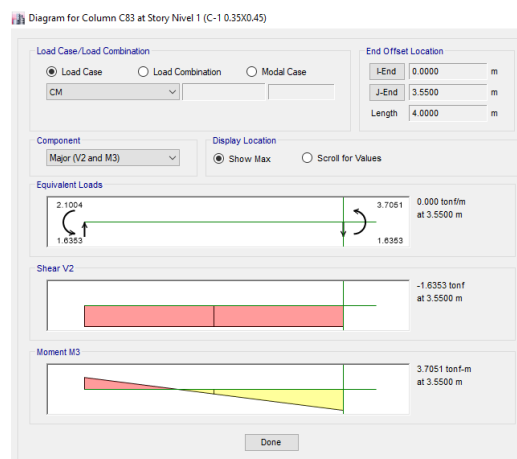 Diagram for Column C83 at Story Nivel 1 (C-1 0.35X0.45)
Load Case/Load Combination
End Offset Location
Load Case Load Combination Modal Case
I-End 0.0000 m
CM
J-End 3.5500 m
Length 4.0000 m
Component
Display Location
Major (V2 and M3)
Show Max Scroll for Values
Equivalent Loads
2.1004 3.7051
1.6353 1.6353
0.000 tonf/m
at 3.5500 m
Shear V2
-1.6353 tonf
at 3.5500 m
Moment M3
3.7051 tonf-m
at 3.5500 m
Done